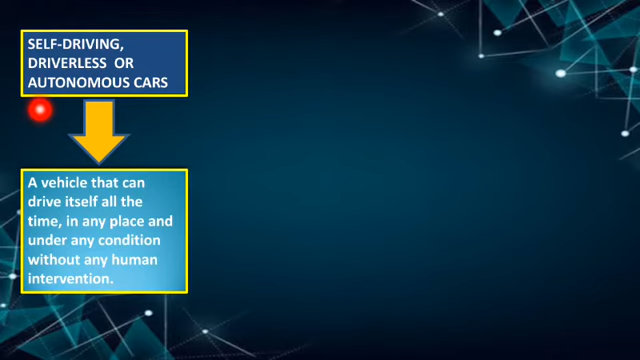 SELF-DRIVING,
DRIVERLESS OR
AUTONOMOUS CARS
A vehicle that can
drive itself all the
time, in any place and
under any condition
without any human
intervention.